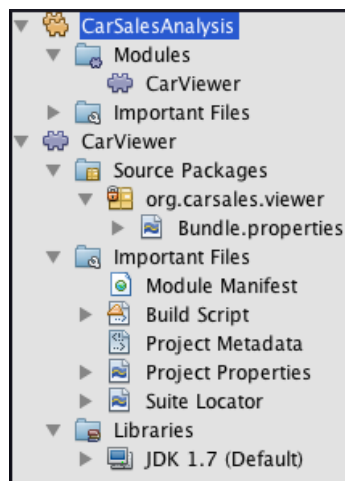 CarSalesAnalysis
Modules
CarViewer
Important Files
CarViewer
Source Packages
org.carsales.viewer
Bundle.properties
Important Files
Module Manifest
Build Script
Project Metadata
Project Properties
Suite Locator
Libraries
JDK 1.7 (Default)